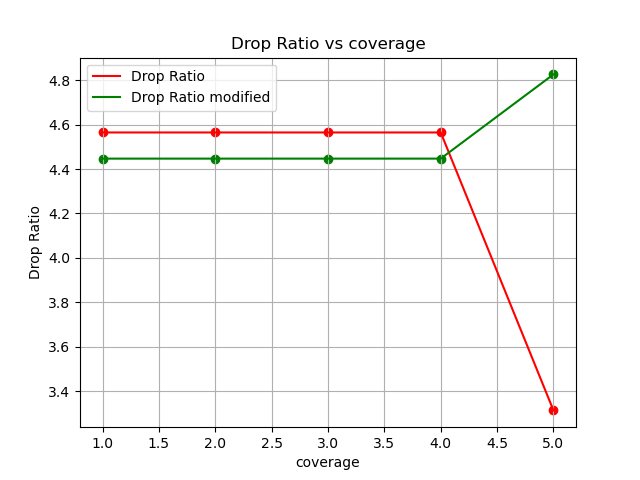 Drop Ratio vs coverage
Drop Ratio
Drop Ratio modified
4.8
4.6
4.4
4.2
4.0
3.8
3.6
3.4
Drop Ratio
1.0 1.5 2.0 2.5 3.0 3.5 4.0 4.5 5.0
coverage